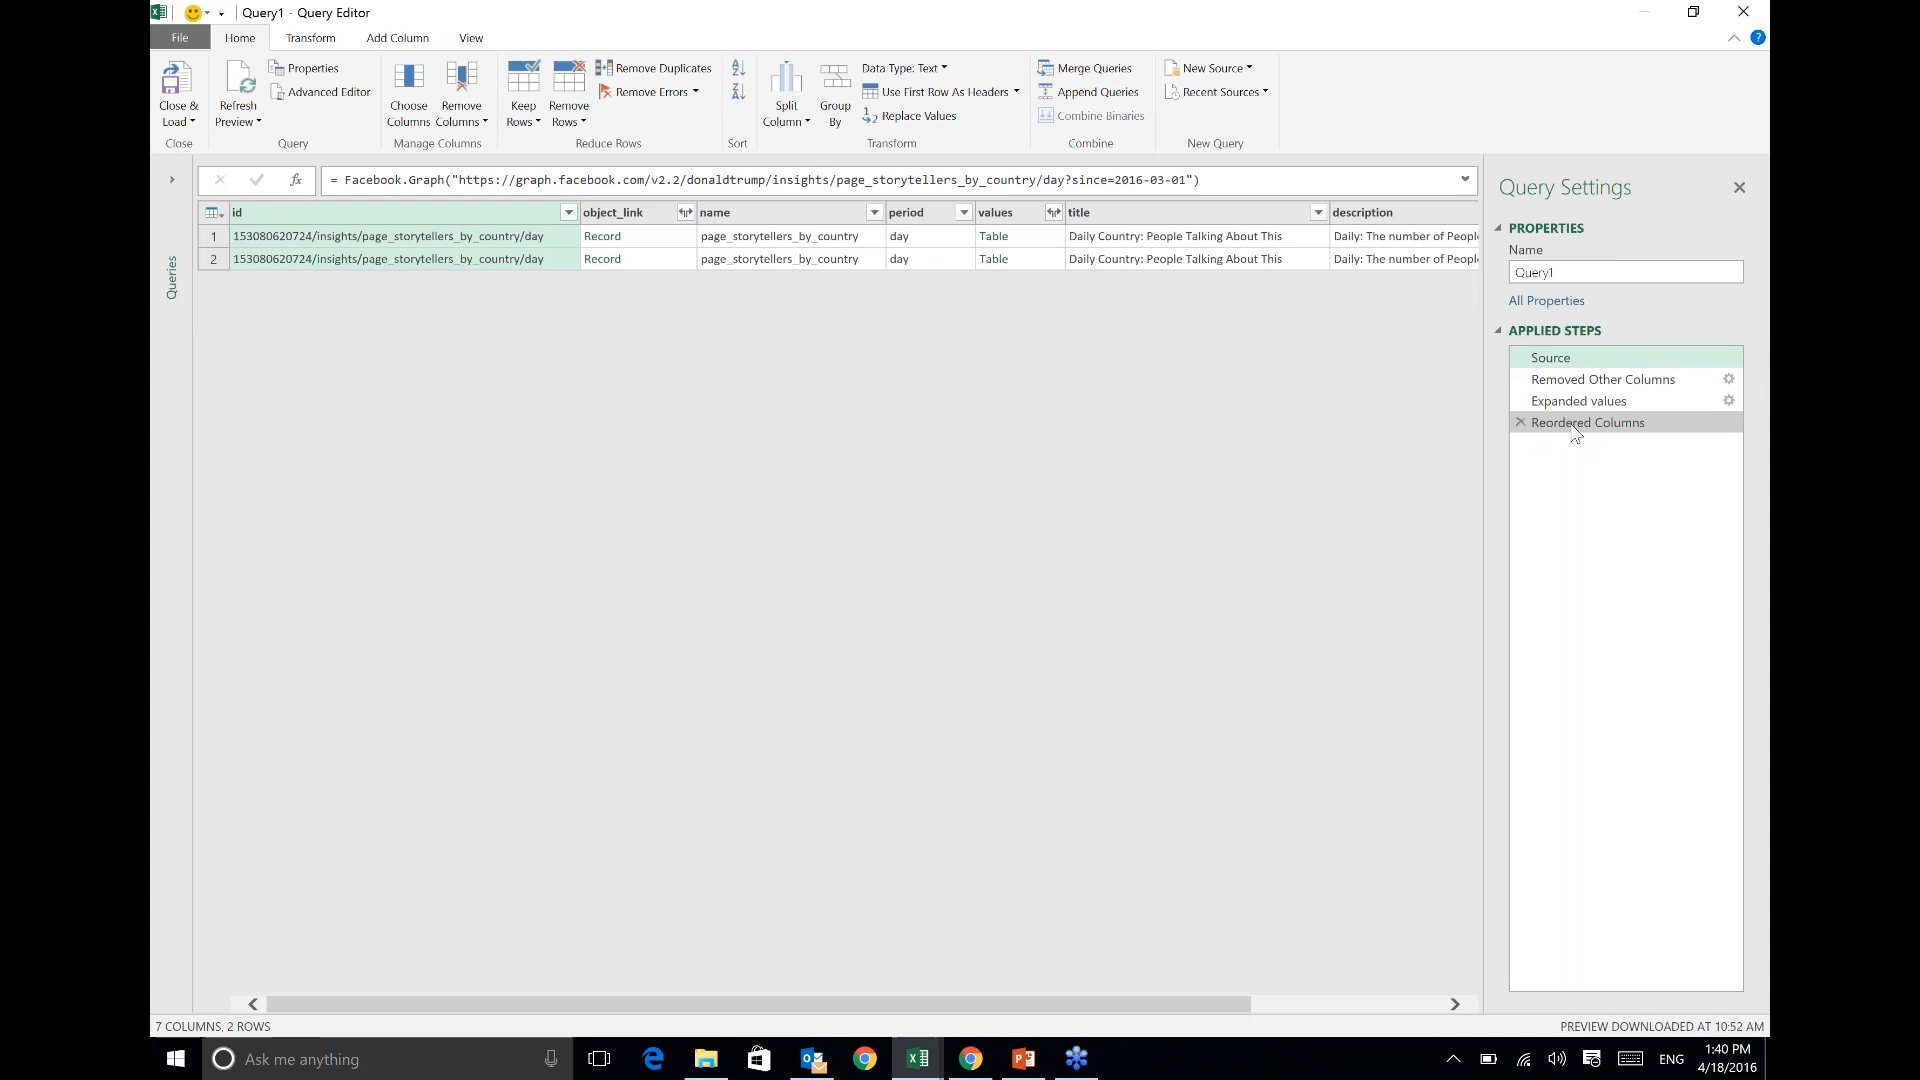 Query1 - Query Editor
File Home Transform Add Column View
Close & Load
Close
Refresh Preview
Properties
Advanced Editor
Query
Choose Columns
Remove Columns
Manage Columns
Keep Rows
Remove Rows
Remove Duplicates
Remove Errors
Reduce Rows
Sort
Split Column
Group By
Data Type: Text
Use First Row As Headers
Replace Values
Transform
Merge Queries
Append Queries
Combine Binaries
Combine
New Source
Recent Sources
New Query
Queries
= Facebook.Graph("https://graph.facebook.com/v2.2/donaldtrump/insights/page_storytellers_by_country/day?since=2016-03-01")
id object_link name period values title description
1 153080620724/insights/page_storytellers_by_country/day Record page_storytellers_by_country day Table Daily Country: People Talking About This Daily: The number of Peopl
2 153080620724/insights/page_storytellers_by_country/day Record page_storytellers_by_country day Table Daily Country: People Talking About This Daily: The number of Peopl
Query Settings
PROPERTIES
Name
Query1
All Properties
APPLIED STEPS
Source
Removed Other Columns
Expanded values
Reordered Columns
7 COLUMNS, 2 ROWS
PREVIEW DOWNLOADED AT 10:52 AM
Ask me anything
ENG
1:40 PM
4/18/2016